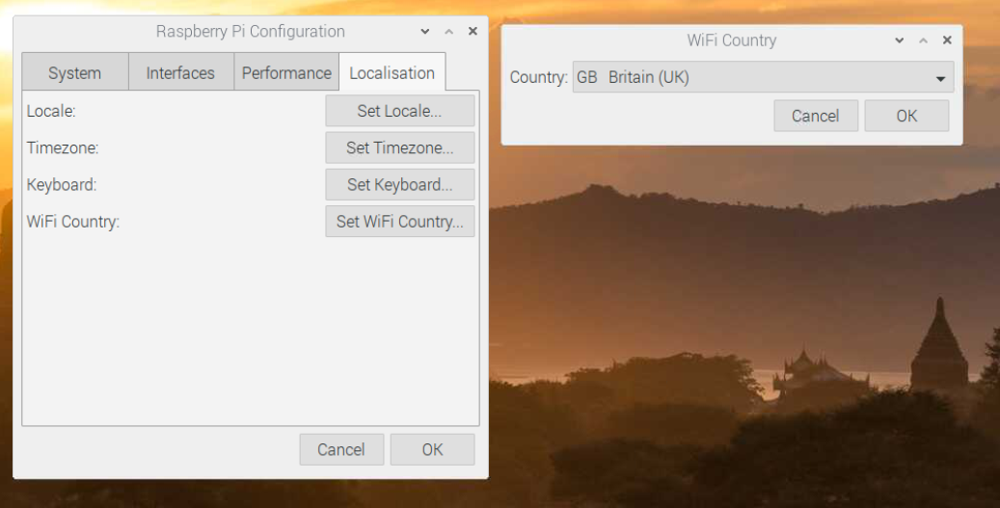 Raspberry Pi Configuration
System Interfaces Performance Localisation
Locale: Set Locale...
Timezone: Set Timezone...
Keyboard: Set Keyboard...
WiFi Country: Set WiFi Country...
Cancel OK
WiFi Country
Country: GB Britain (UK)
Cancel OK